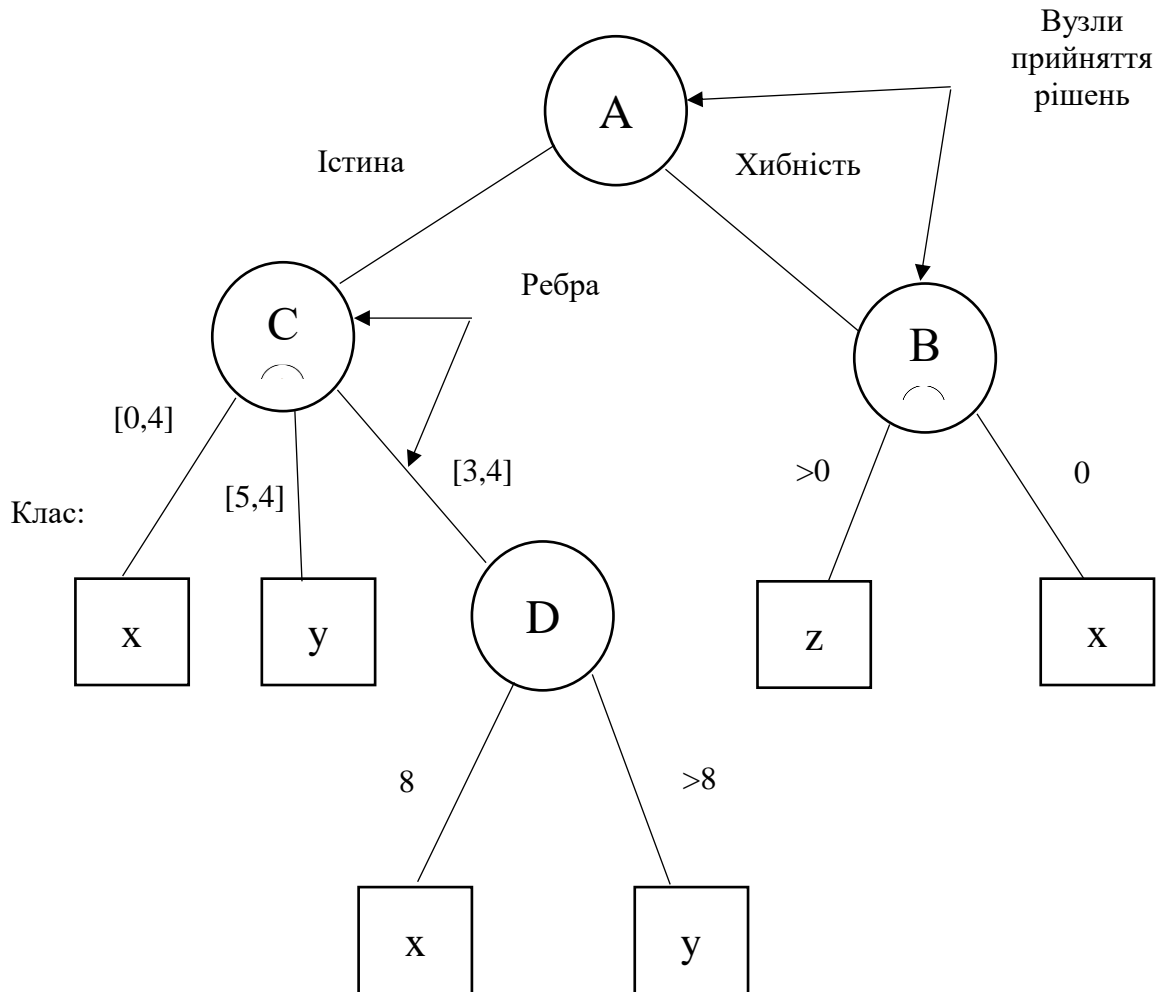 Вузли
прийняття
рішень
A
Істина
Хибність
Ребра
C
B
[0,4]
[5,4]
[3,4]
>0
0
Клас:
x
y
D
z
x
8
>8
x
y